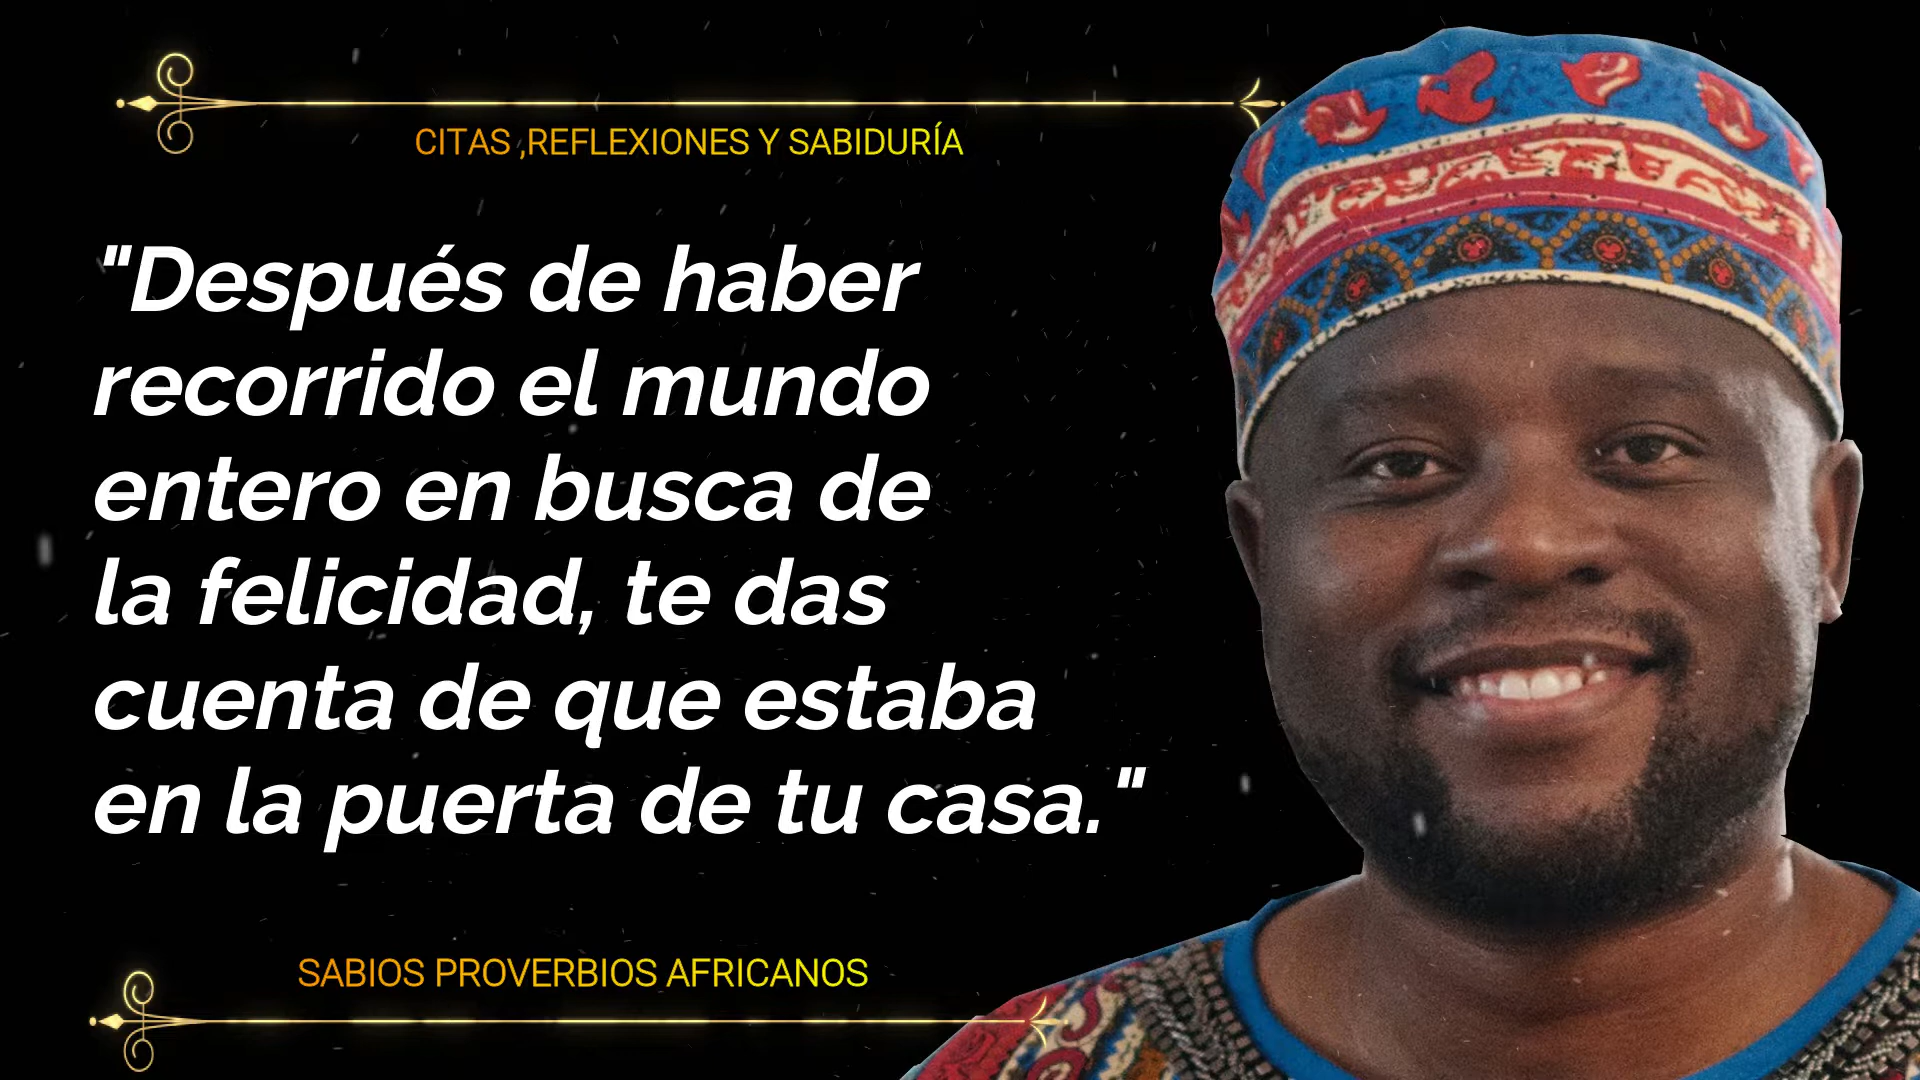 CITAS ,REFLEXIONES Y SABIDURÍA
"Después de haber
recorrido el mundo
entero en busca de
la felicidad, te das
cuenta de que estaba
en la puerta de tu casa."
SABIOS PROVERBIOS AFRICANOS